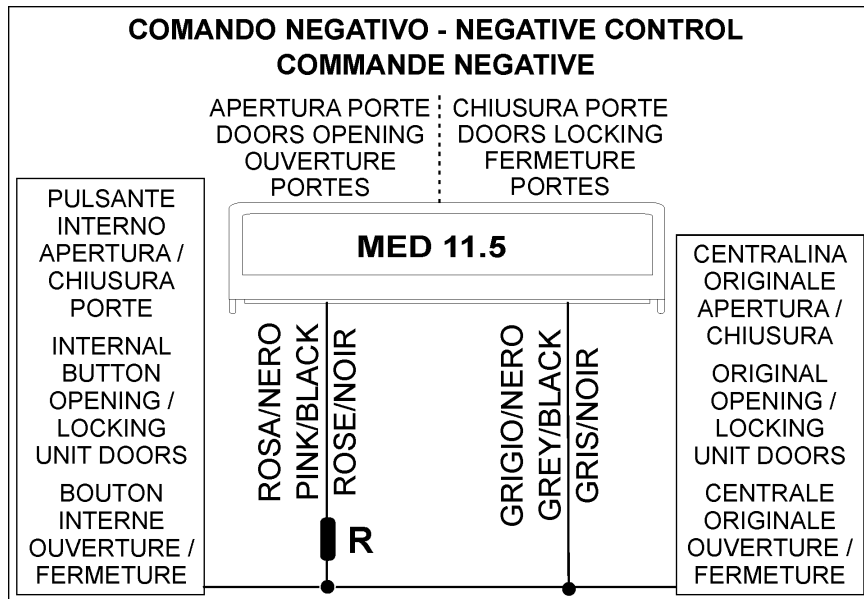 COMANDO NEGATIVO - NEGATIVE CONTROL
COMMANDE NEGATIVE
APERTURA PORTE
DOORS OPENING
OUVERTURE
PORTES
CHIUSURA PORTE
DOORS LOCKING
FERMETURE
PORTES
PULSANTE
INTERNO
APERTURA /
CHIUSURA
PORTE
INTERNAL
BUTTON
OPENING /
LOCKING
UNIT DOORS
BOUTON
INTERNE
OUVERTURE /
FERMETURE
MED 11.5
ROSA/NERO
PINK/BLACK
ROSE/NOIR
R
GRIGIO/NERO
GREY/BLACK
GRIS/NOIR
CENTRALINA
ORIGINALE
APERTURA /
CHIUSURA
ORIGINAL
OPENING /
LOCKING
UNIT DOORS
CENTRALE
ORIGINALE
OUVERTURE /
FERMETURE